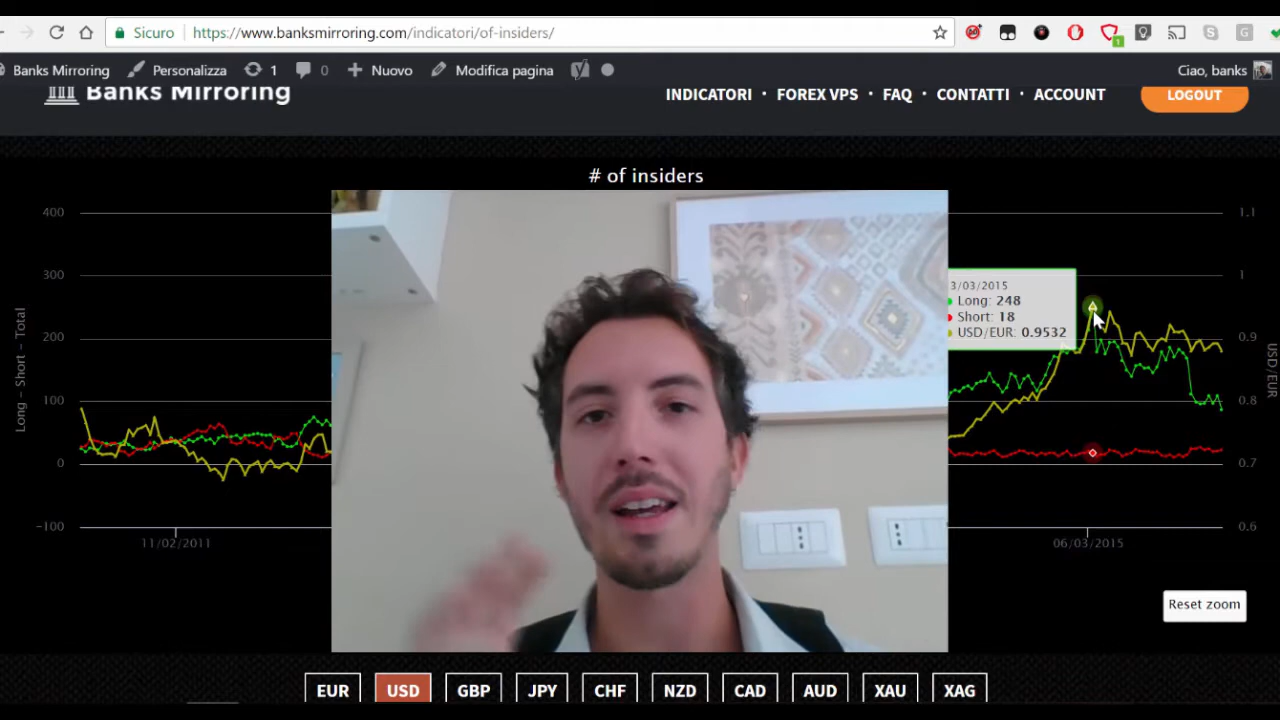 Sicuro https://www.banksmirroring.com/indicatori/of-insiders/
Banks Mirroring Personalizza 1 0 Nuovo Modifica pagina Ciao, banks
Banks Mirroring INDICATORI · FOREX VPS · FAQ · CONTATTI · ACCOUNT LOGOUT
# of insiders
400 1.1
300 1
3/03/2015
Long: 248
Short: 18
USD/EUR: 0.9532
200 0.9
100 0.8
0 0.7
-100 0.6
Long - Short - Total
USD/EUR
11/02/2011 06/03/2015
Reset zoom
EUR USD GBP JPY CHF NZD CAD AUD XAU XAG